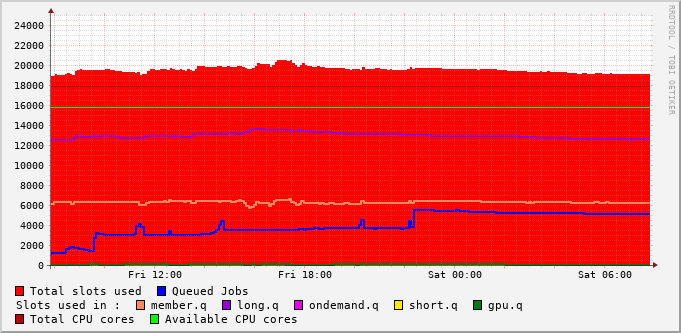 RRDTOOL / TOBI OETIKER
24000
22000
20000
18000
16000
14000
12000
10000
8000
6000
4000
2000
0
Fri 12:00 Fri 18:00 Sat 00:00 Sat 06:00
Total slots used Queued Jobs
Slots used in : member.q long.q ondemand.q short.q gpu.q
Total CPU cores Available CPU cores